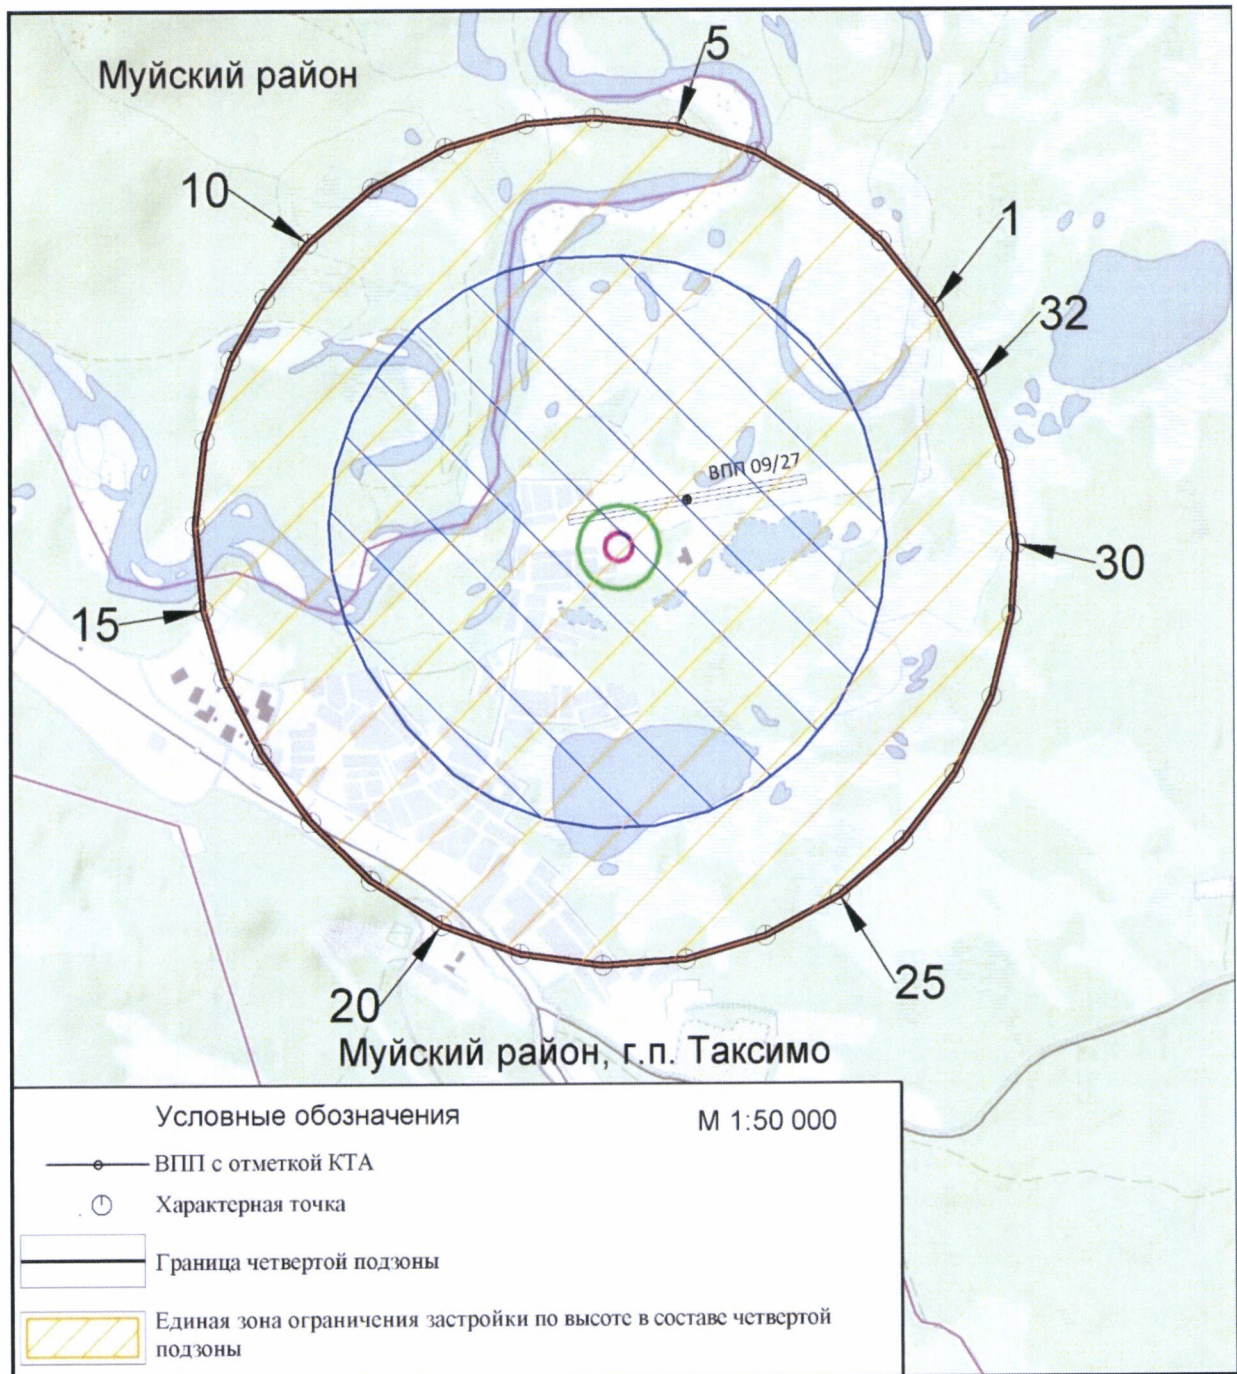 Муйский район
5
10
1
32
ВПП 09/27
30
15
25
20
Муйский район, г.п. Таксимо
Условные обозначения
М 1:50 000
ВПП с отметкой КТА
Характерная точка
Граница четвертой подзоны
Единая зона ограничения застройки по высоте в составе четвертой
подзоны